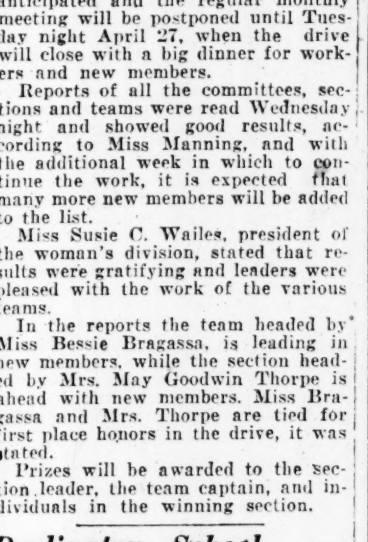 anticipated and the regular monthly
meeting will be postponed until Tues-
day night April 27, when the drive
will close with a big dinner for work-
ers and new members.
Reports of all the committees, sec-
tions and teams were read Wednesday
night and showed good results, ac-
cording to Miss Manning, and with
the additional week in which to con-
tinue the work, it is expected that
many more new members will be added
to the list.
Miss Susie C. Wailes, president of
the woman's division, stated that re-
sults were gratifying and leaders were
pleased with the work of the various
teams.
In the reports the team headed by
Miss Bessie Bragassa, is leading in
new members, while the section head-
ed by Mrs. May Goodwin Thorpe is
ahead with new members. Miss Bra-
gassa and Mrs. Thorpe are tied for
first place honors in the drive, it was
stated.
Prizes will be awarded to the sec-
tion leader, the team captain, and in-
dividuals in the winning section.
School